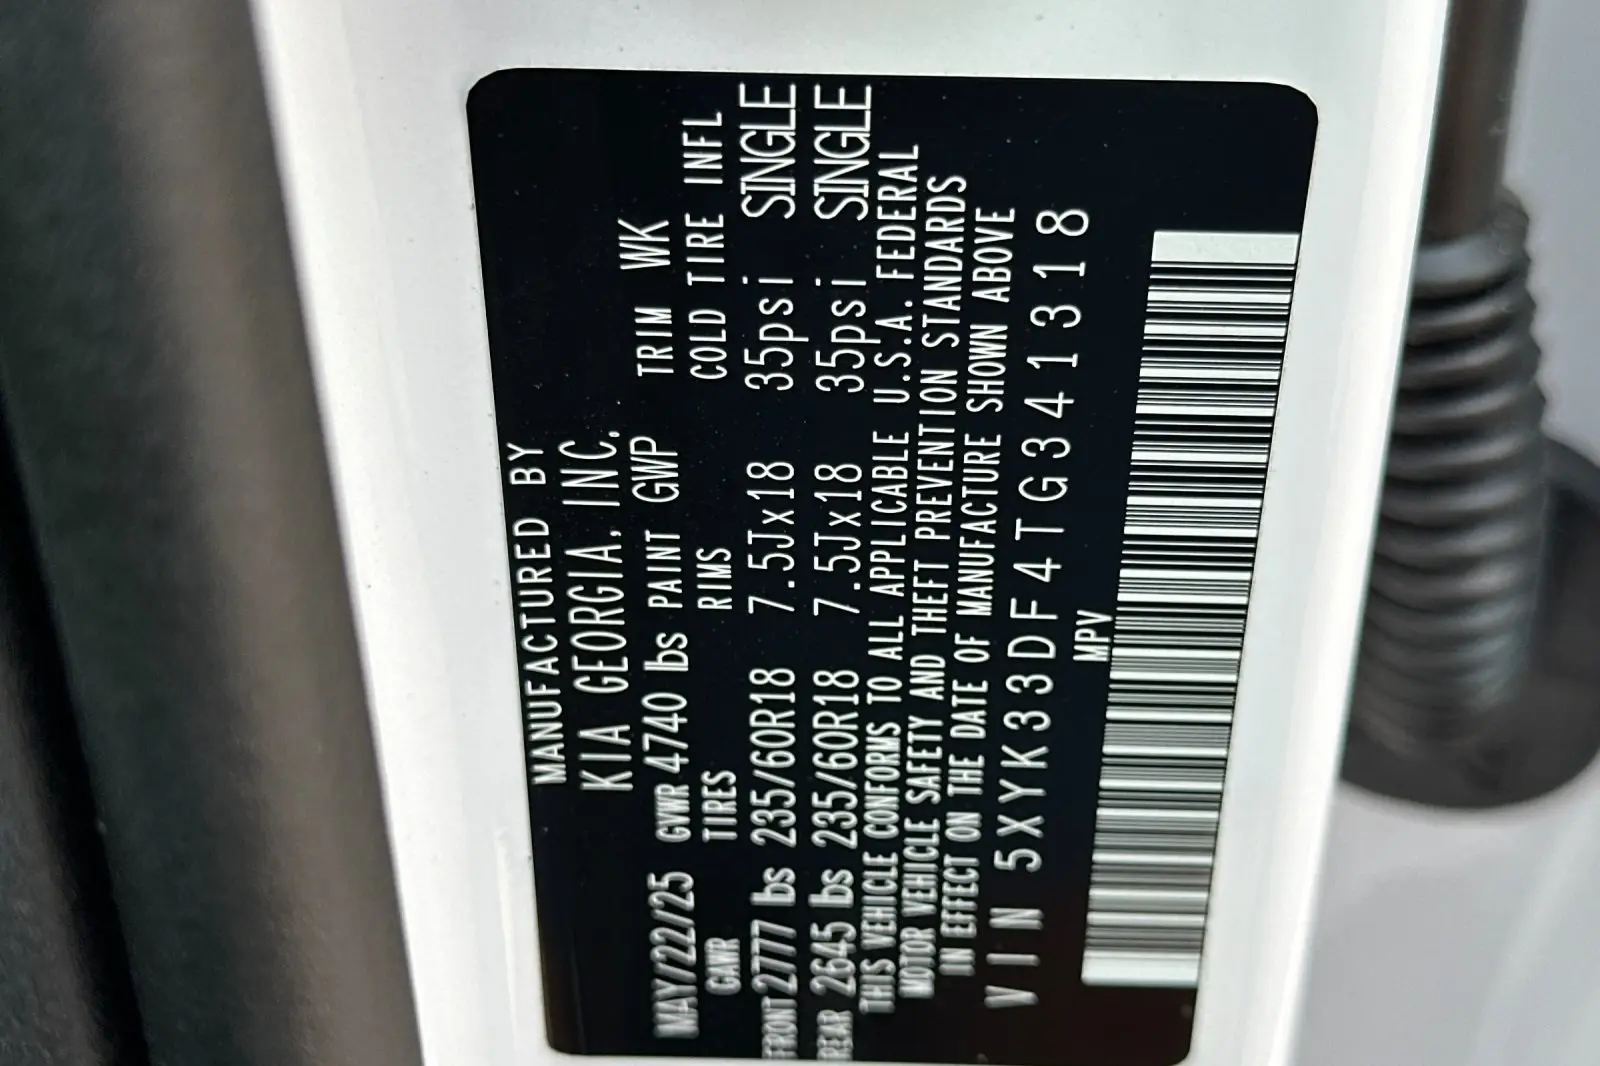 MANUFACTURED BY
KIA GEORGIA, INC.
MAY/22/25 GVWR 4740 lbs PAINT GWP TRIM WK
GAWR TIRES RIMS COLD TIRE INFL
FRONT 2777 lbs 235/60R18 7.5Jx18 35psi SINGLE
REAR 2645 lbs 235/60R18 7.5Jx18 35psi SINGLE
THIS VEHICLE CONFORMS TO ALL APPLICABLE U.S.A. FEDERAL
MOTOR VEHICLE SAFETY AND THEFT PREVENTION STANDARDS
IN EFFECT ON THE DATE OF MANUFACTURE SHOWN ABOVE
VIN 5XYK33DF4TG341318
MPV